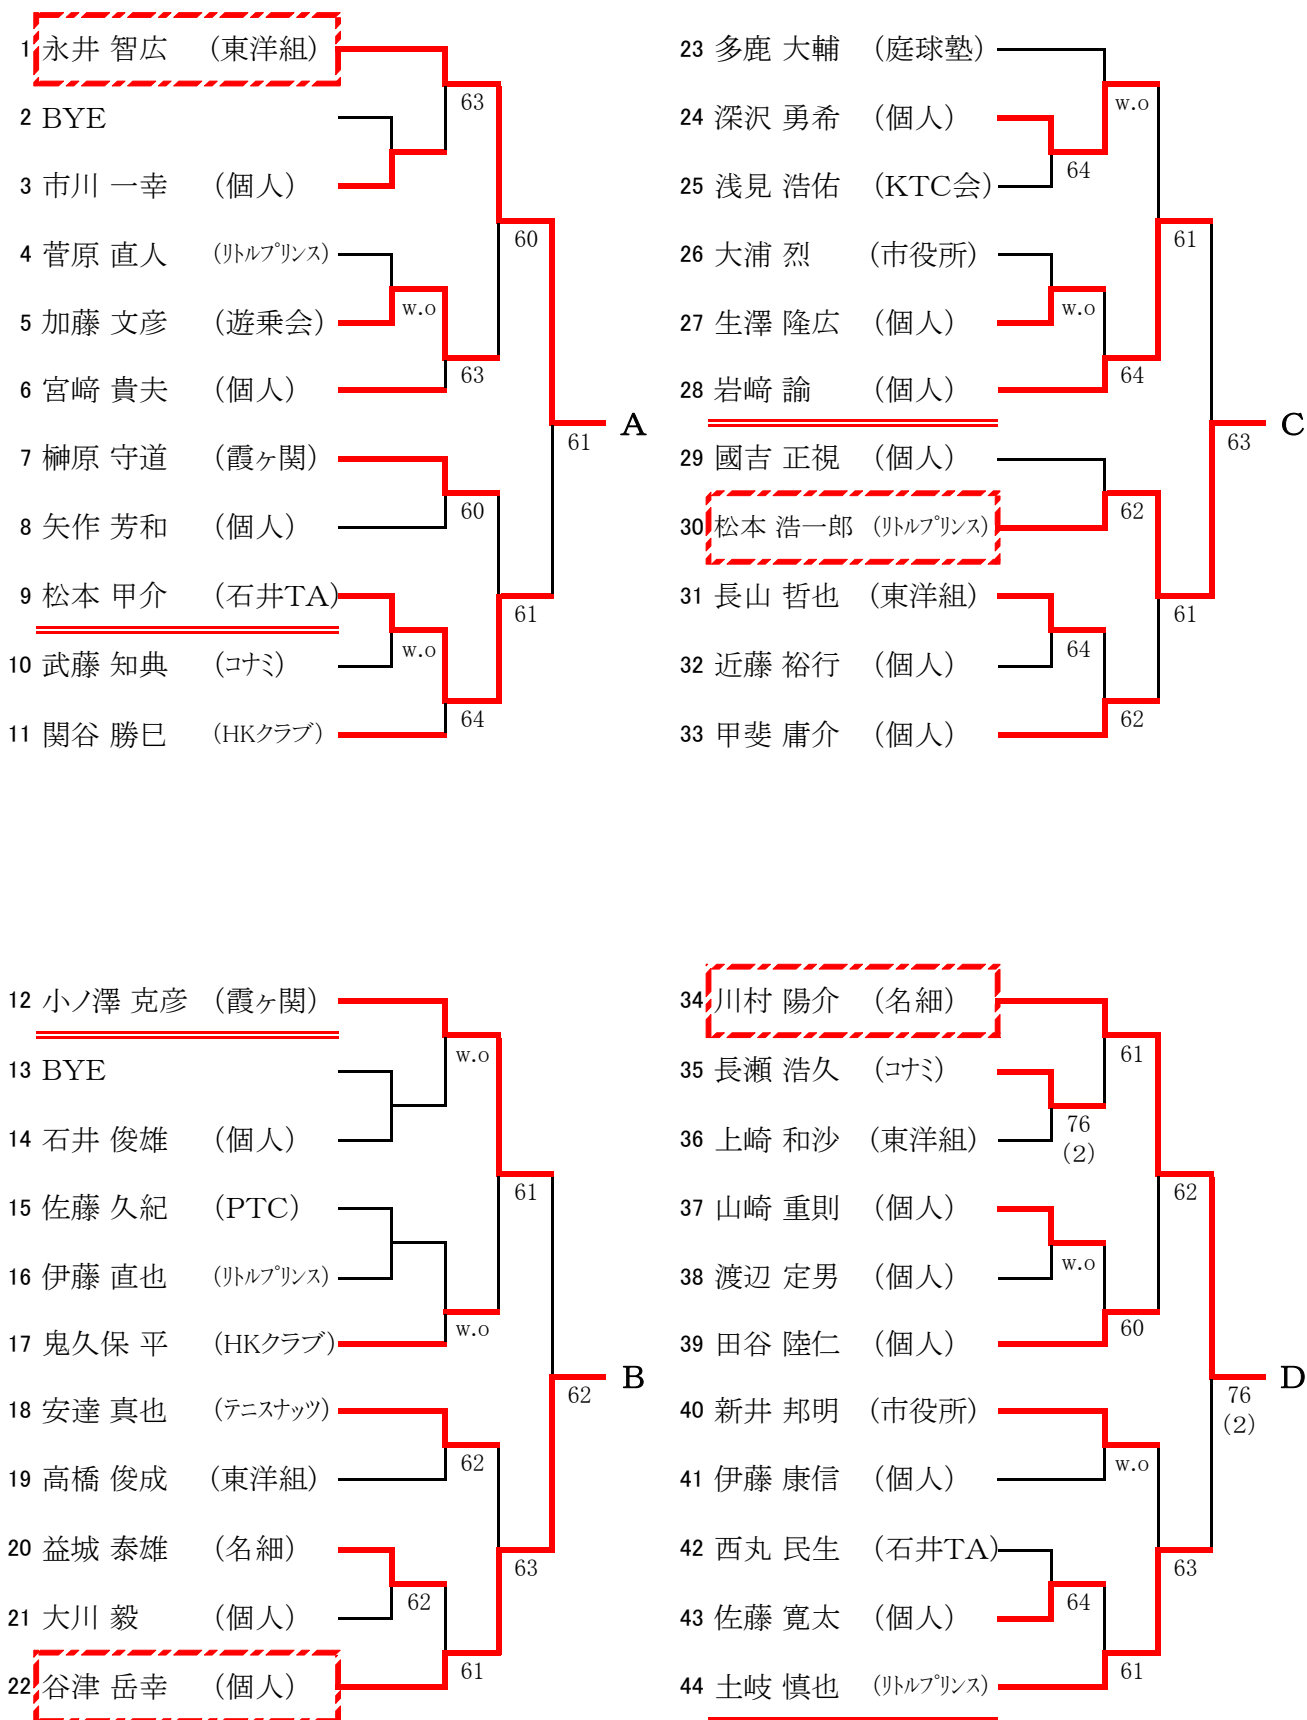 1 永井 智広 (東洋組)
63
2 BYE
3 市川 一幸 (個人)
60
4 菅原 直人 (リトルプリンス)
w.o
5 加藤 文彦 (遊乗会)
63
6 宮﨑 貴夫 (個人)
61 A
7 榊原 守道 (霞ヶ関)
60
8 矢作 芳和 (個人)
9 松本 甲介 (石井TA)
61
w.o
10 武藤 知典 (コナミ)
64
11 関谷 勝巳 (HKクラブ)
12 小ノ澤 克彦 (霞ヶ関)
w.o
13 BYE
14 石井 俊雄 (個人)
61
15 佐藤 久紀 (PTC)
16 伊藤 直也 (リトルプリンス)
w.o
17 鬼久保 平 (HKクラブ)
62 B
18 安達 真也 (テニスナッツ)
62
19 高橋 俊成 (東洋組)
20 益城 泰雄 (名細)
63
62
21 大川 毅 (個人)
61
22 谷津 岳幸 (個人)
23 多鹿 大輔 (庭球塾)
w.o
24 深沢 勇希 (個人)
64
25 浅見 浩佑 (KTC会)
61
26 大浦 烈 (市役所)
w.o
27 生澤 隆広 (個人)
64
28 岩﨑 諭 (個人)
63 C
29 國吉 正視 (個人)
62
30 松本 浩一郎 (リトルプリンス)
31 長山 哲也 (東洋組)
61
64
32 近藤 裕行 (個人)
62
33 甲斐 庸介 (個人)
34 川村 陽介 (名細)
61
35 長瀬 浩久 (コナミ)
76
(2)
36 上崎 和沙 (東洋組)
62
37 山崎 重則 (個人)
w.o
38 渡辺 定男 (個人)
60
39 田谷 陸仁 (個人)
76 D
(2)
40 新井 邦明 (市役所)
w.o
41 伊藤 康信 (個人)
42 西丸 民生 (石井TA)
63
64
43 佐藤 寛太 (個人)
61
44 土岐 慎也 (リトルプリンス)